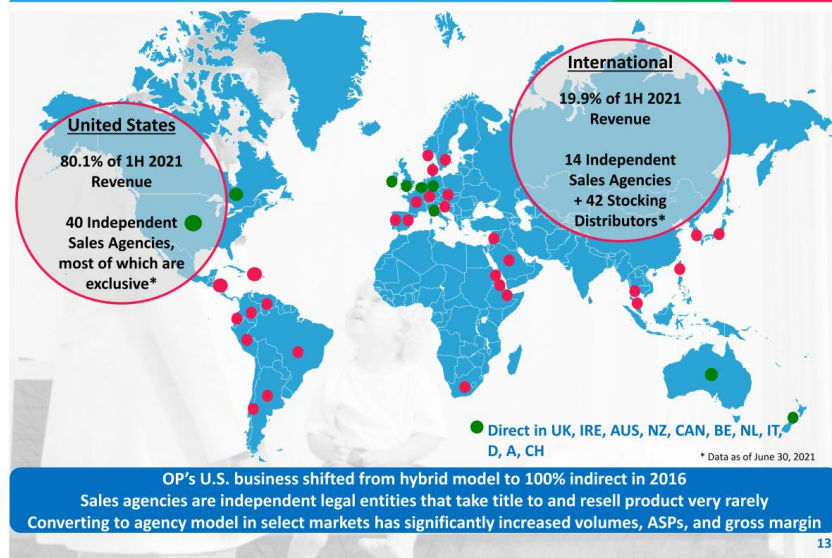 United States
80.1% of 1H 2021
Revenue
40 Independent
Sales Agencies,
most of which are
exclusive*
International
19.9% of 1H 2021
Revenue
14 Independent
Sales Agencies
+ 42 Stocking
Distributors*
Direct in UK, IRE, AUS, NZ, CAN, BE, NL, IT,
D, A, CH
* Data as of June 30, 2021
OP's U.S. business shifted from hybrid model to 100% indirect in 2016
Sales agencies are independent legal entities that take title to and resell product very rarely
Converting to agency model in select markets has significantly increased volumes, ASPs, and gross margin
13